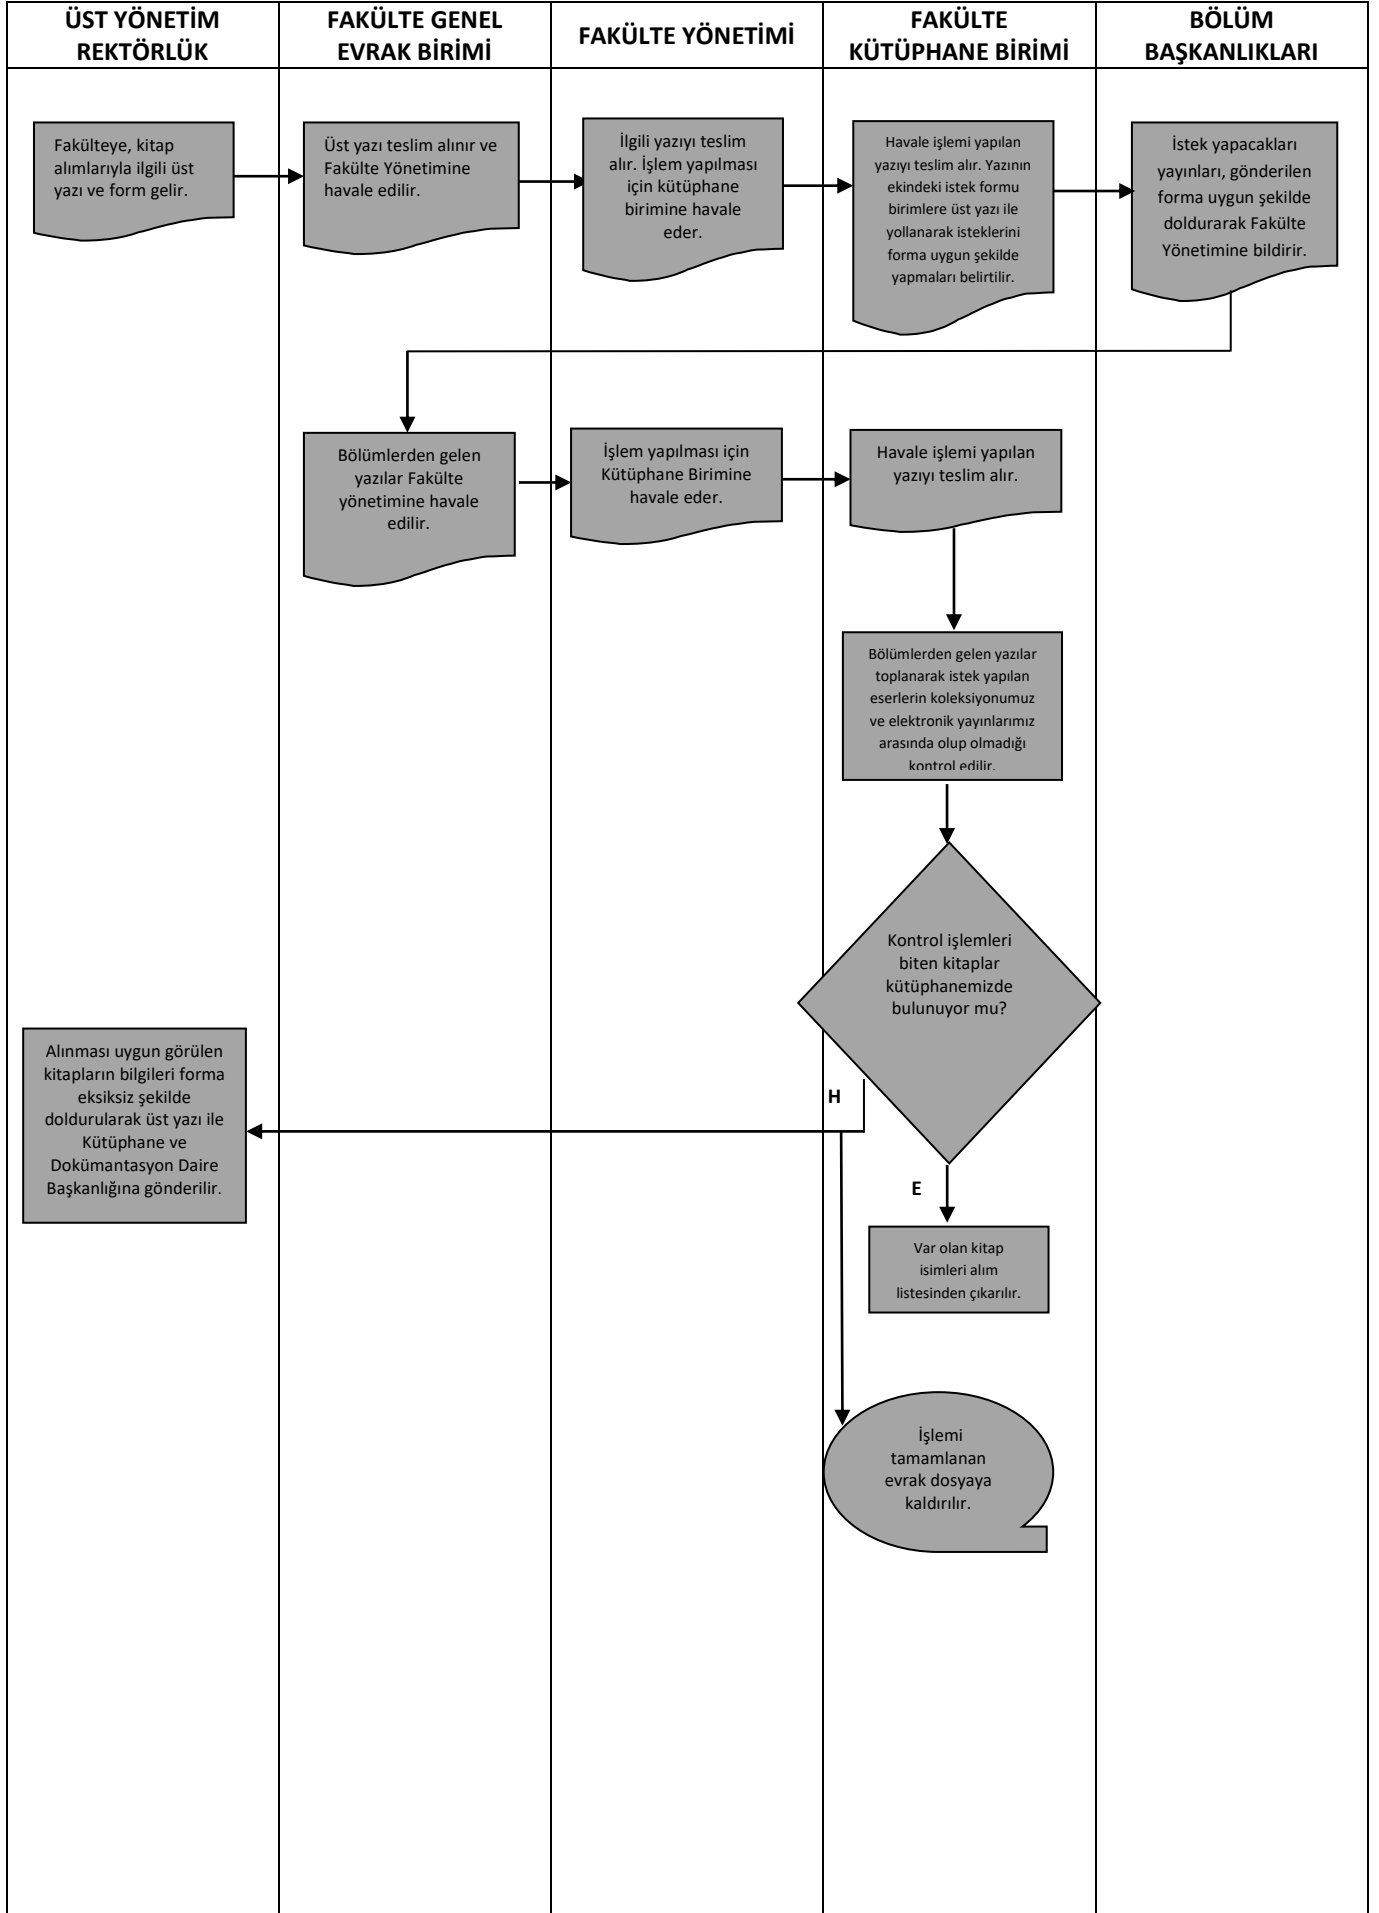 ÜST YÖNETİM
REKTÖRLÜK
FAKÜLTE GENEL
EVRAK BİRİMİ
FAKÜLTE YÖNETİMİ
FAKÜLTE
KÜTÜPHANE BİRİMİ
BÖLÜM
BAŞKANLIKLARI
Fakülteye, kitap
alımlarıyla ilgili üst
yazı ve form gelir.
Üst yazı teslim alınır ve
Fakülte Yönetimine
havale edilir.
İlgili yazıyı teslim
alır. İşlem yapılması
için kütüphane
birimine havale
eder.
Havale işlemi yapılan
yazıyı teslim alır. Yazının
ekindeki istek formu
birimlere üst yazı ile
yollanarak isteklerini
forma uygun şekilde
yapmaları belirtilir.
İstek yapacakları
yayınları, gönderilen
forma uygun şekilde
doldurarak Fakülte
Yönetimine bildirir.
Bölümlerden gelen
yazılar Fakülte
yönetimine havale
edilir.
İşlem yapılması için
Kütüphane Birimine
havale eder.
Havale işlemi yapılan
yazıyı teslim alır.
Bölümlerden gelen yazılar
toplanarak istek yapılan
eserlerin koleksiyonumuz
ve elektronik yayınlarımız
arasında olup olmadığı
kontrol edilir.
Kontrol işlemleri
biten kitaplar
kütüphanemizde
bulunuyor mu?
Alınması uygun görülen
kitapların bilgileri forma
eksiksiz şekilde
doldurularak üst yazı ile
Kütüphane ve
Dokümantasyon Daire
Başkanlığına gönderilir.
H
E
Var olan kitap
isimleri alım
listesinden çıkarılır.
İşlemi
tamamlanan
evrak dosyaya
kaldırılır.